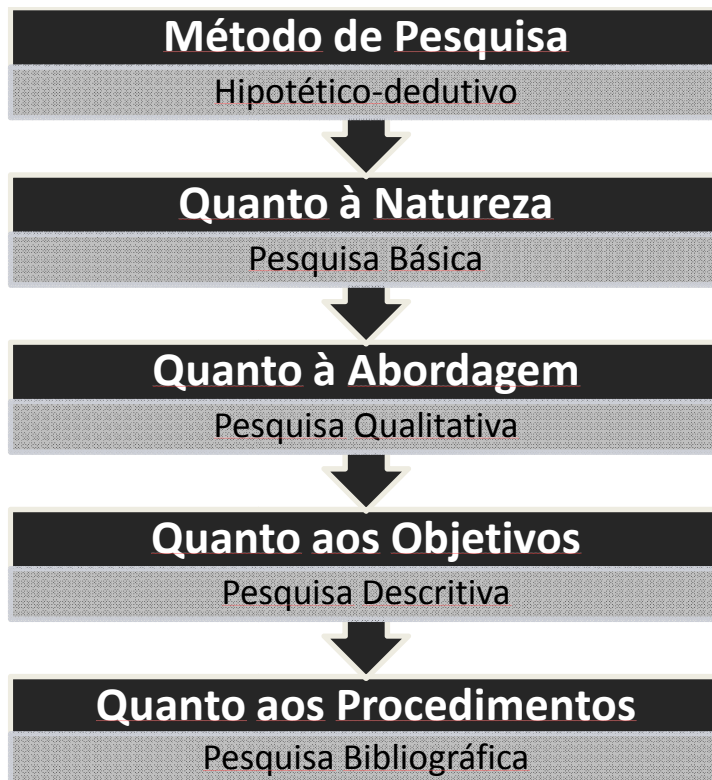 Método de Pesquisa
Hipotético-dedutivo
Quanto à Natureza
Pesquisa Básica
Quanto à Abordagem
Pesquisa Qualitativa
Quanto aos Objetivos
Pesquisa Descritiva
Quanto aos Procedimentos
Pesquisa Bibliográfica